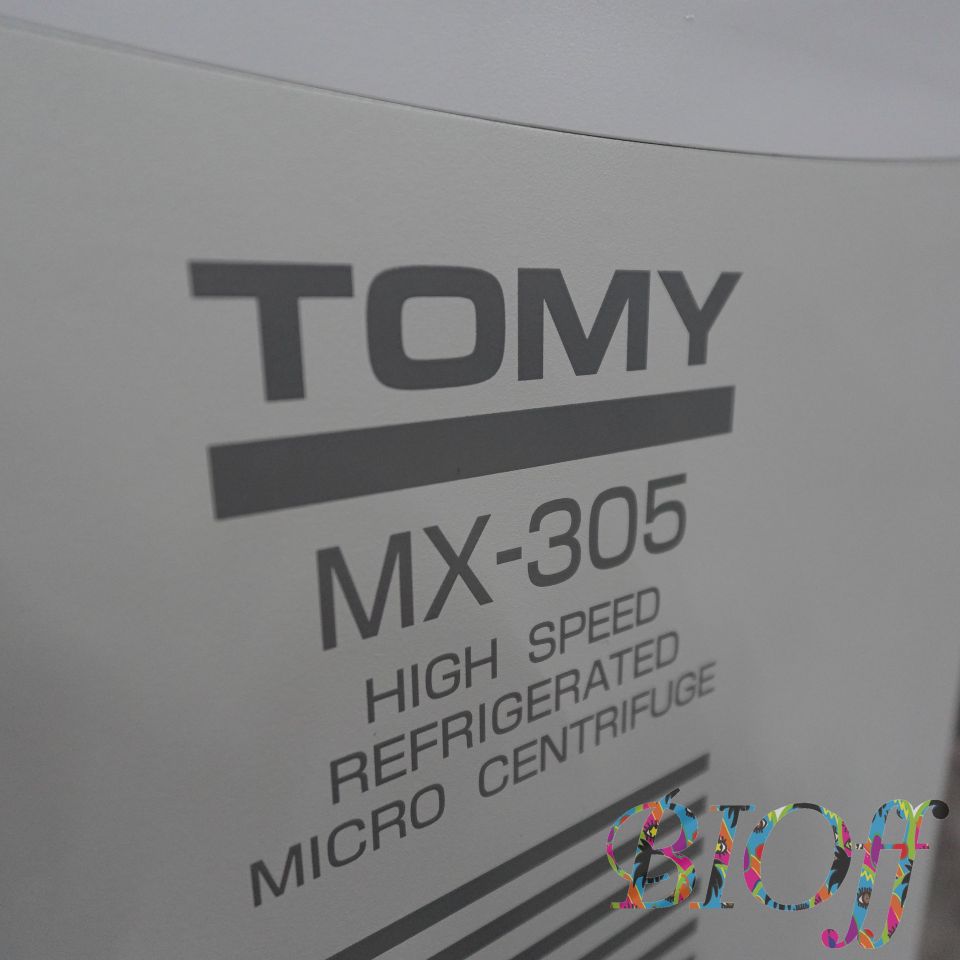 TOMY
MX-305
HIGH SPEED
REFRIGERATED
MICRO CENTRIFUGE
BIOff